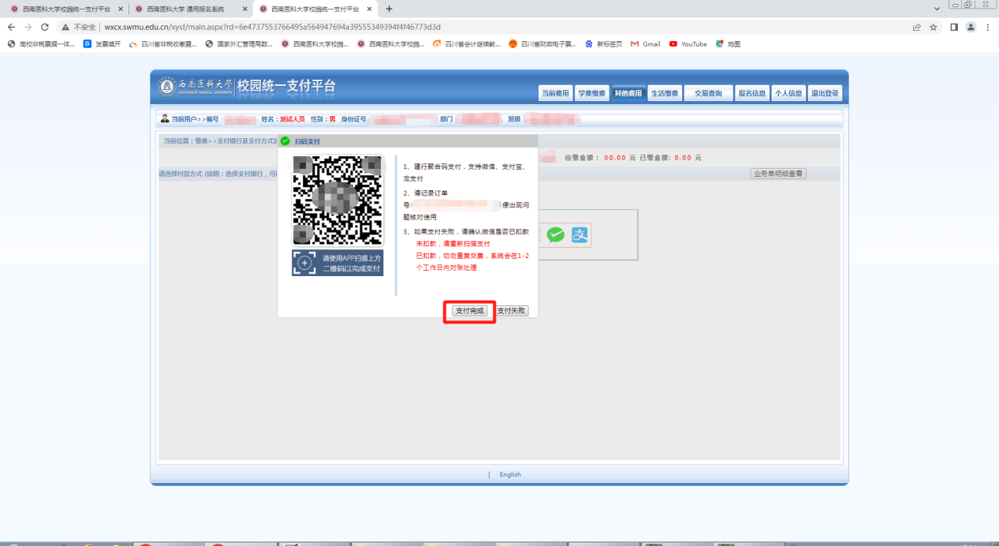 西南医科大学校园统一支付平台
西南医科大学 通用报名系统
西南医科大学校园统一支付平台
不安全 | wxcx.swmu.edu.cn/xysf/main.aspx?rd=6e4737553766495a564947694a39555349394f4f46773d3d
高校非税票据一体...
发票填开
四川省非税收缴管...
国家外汇管理局数...
西南医科大学校园...
西南医科大学校园...
四川省会计继续教...
四川省财政电子票...
新标签页
Gmail
YouTube
地图
西南医科大学
SOUTHWEST MEDICAL UNIVERSITY
校园统一支付平台
当前费用 学费缴费 其他费用 生活缴费 交易查询 报名信息 个人信息 退出登录
当前用户>>编号 姓名：测试人员 性别：男 身份证号 部门 班级
当前位置：缴费>>支付银行及支付方式
应缴金额： 80.00 元 已缴金额：0.00 元
请选择付款方式 (说明：选择支付银行，可
业务单明细查看
扫码支付
1、建行聚合码支付，支持微信、支付宝、
龙支付
2、请记录订单
号 便出现问
题核对使用
3、如果支付失败，请确认微信是否已扣款
未扣款，请重新扫描支付
已扣款，切勿重复交费，系统会在1-2
个工作日内对账处理
请使用APP扫描上方
二维码以完成支付
支付完成 支付失败
支
| English